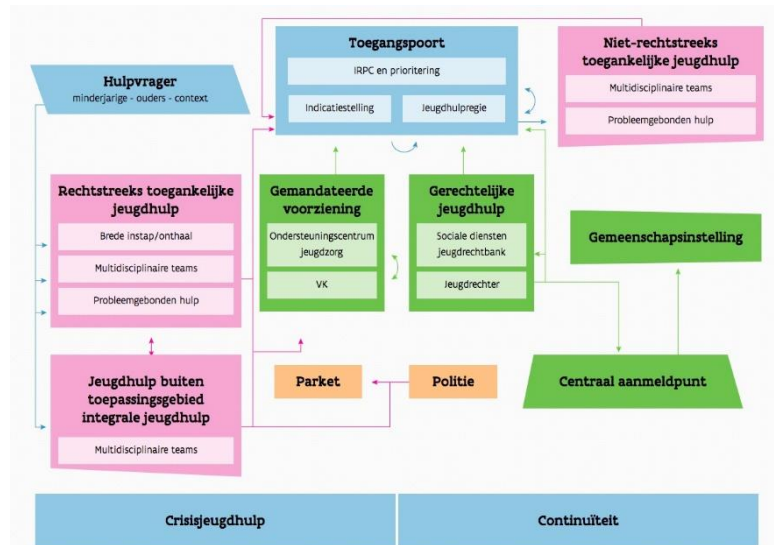 Toegangspoort
IRPC en prioritering
Indicatiestelling
Jeugdhulpregie
Niet-rechtstreeks
toegankelijke jeugdhulp
Multidisciplinaire teams
Probleemgebonden hulp
Hulpvrager
minderjarige - ouders - context
Rechtstreeks toegankelijke
jeugdhulp
Brede instap/onthaal
Multidisciplinaire teams
Probleemgebonden hulp
Gemandateerde
voorziening
Ondersteuningscentrum
jeugdzorg
VK
Gerechtelijke
jeugdhulp
Sociale diensten
jeugdrechtbank
Jeugdrechter
Gemeenschapsinstelling
Jeugdhulp buiten
toepassingsgebied
integrale jeugdhulp
Multidisciplinaire teams
Parket
Politie
Centraal aanmeldpunt
Crisisjeugdhulp
Continuïteit